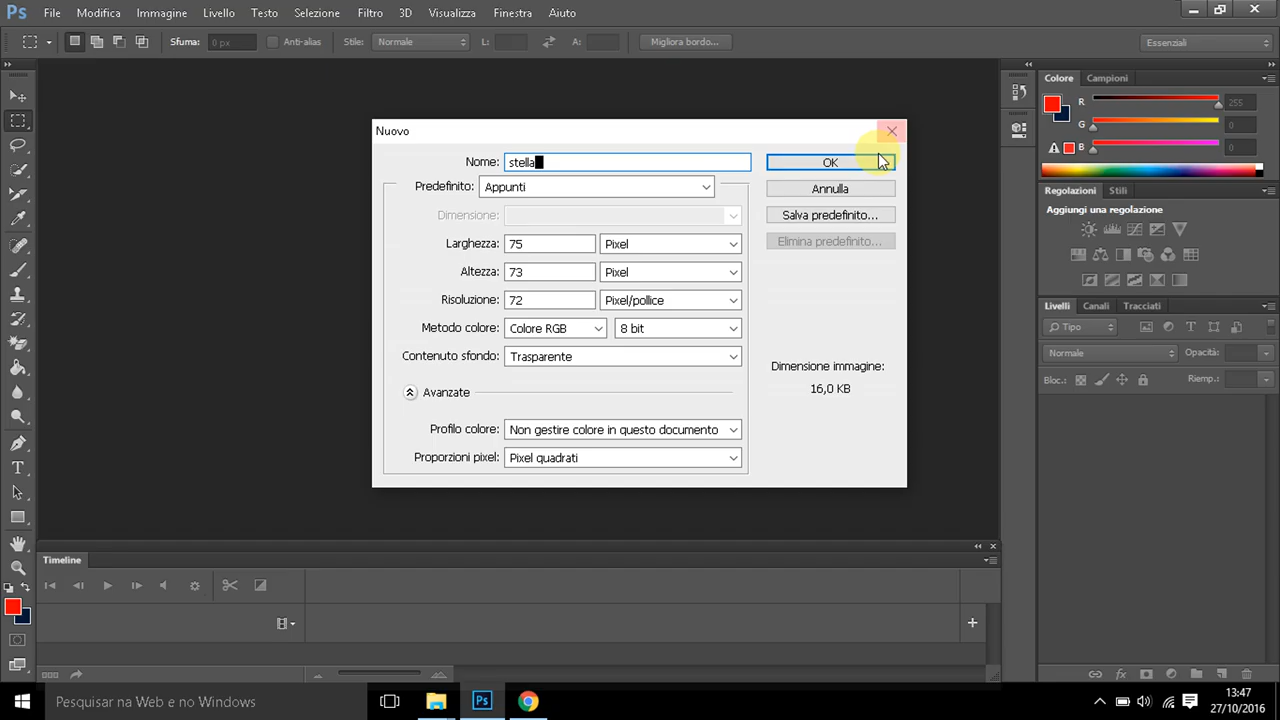 Ps File Modifica Immagine Livello Testo Selezione Filtro 3D Visualizza Finestra Aiuto
Sfuma: 0 px Anti-alias Stile: Normale L: A: Migliora bordo... Essenziali
Colore Campioni
R 255
G 0
B 0
Regolazioni Stili
Aggiungi una regolazione
Livelli Canali Tracciati
Tipo
Normale Opacità:
Bloc.: Riemp.:
Nuovo
Nome: stella OK
Predefinito: Appunti Annulla
Dimensione: Salva predefinito...
Larghezza: 75 Pixel Elimina predefinito...
Altezza: 73 Pixel
Risoluzione: 72 Pixel/pollice
Metodo colore: Colore RGB 8 bit
Contenuto sfondo: Trasparente
Dimensione immagine:
16,0 KB
Avanzate
Profilo colore: Non gestire colore in questo documento
Proporzioni pixel: Pixel quadrati
Timeline
Pesquisar na Web e no Windows Ps 13:47
27/10/2016